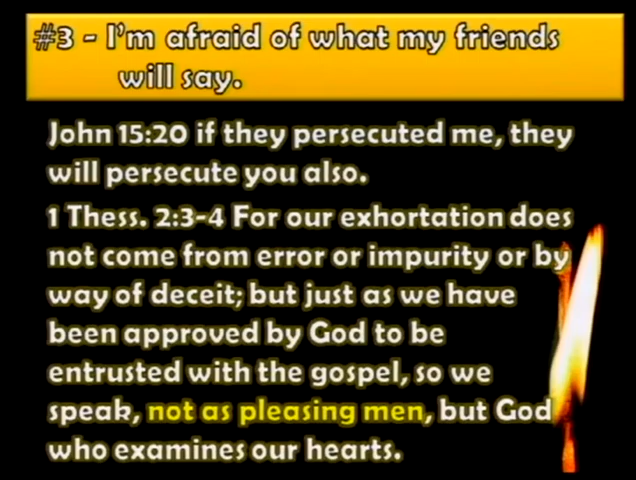 #3 - I'm afraid of what my friends
will say.
John 15:20 if they persecuted me, they
will persecute you also.
1 Thess. 2:3-4 For our exhortation does
not come from error or impurity or by
way of deceit; but just as we have
been approved by God to be
entrusted with the gospel, so we
speak, not as pleasing men, but God
who examines our hearts.